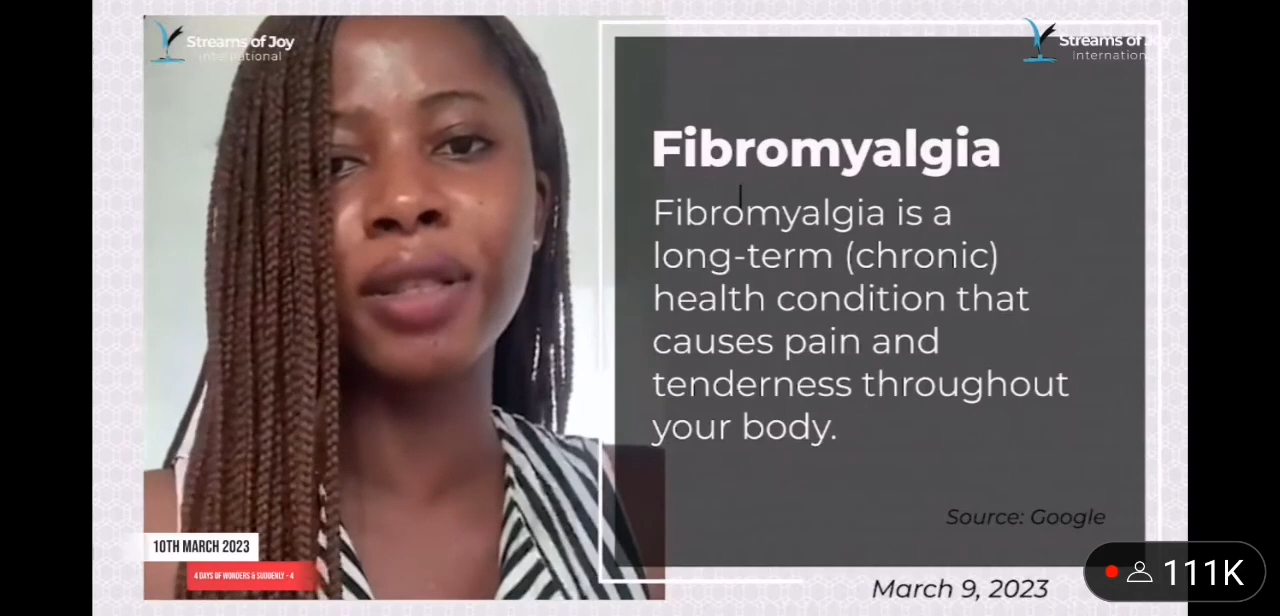 Streams of Joy
International
Streams of Joy
Internation
Fibromyalgia
Fibromyalgia is a
long-term (chronic)
health condition that
causes pain and
tenderness throughout
your body.
Source: Google
10TH MARCH 2023
4 DAYS OF WONDERS & SUDDENLY - 4
March 9, 2023
111K